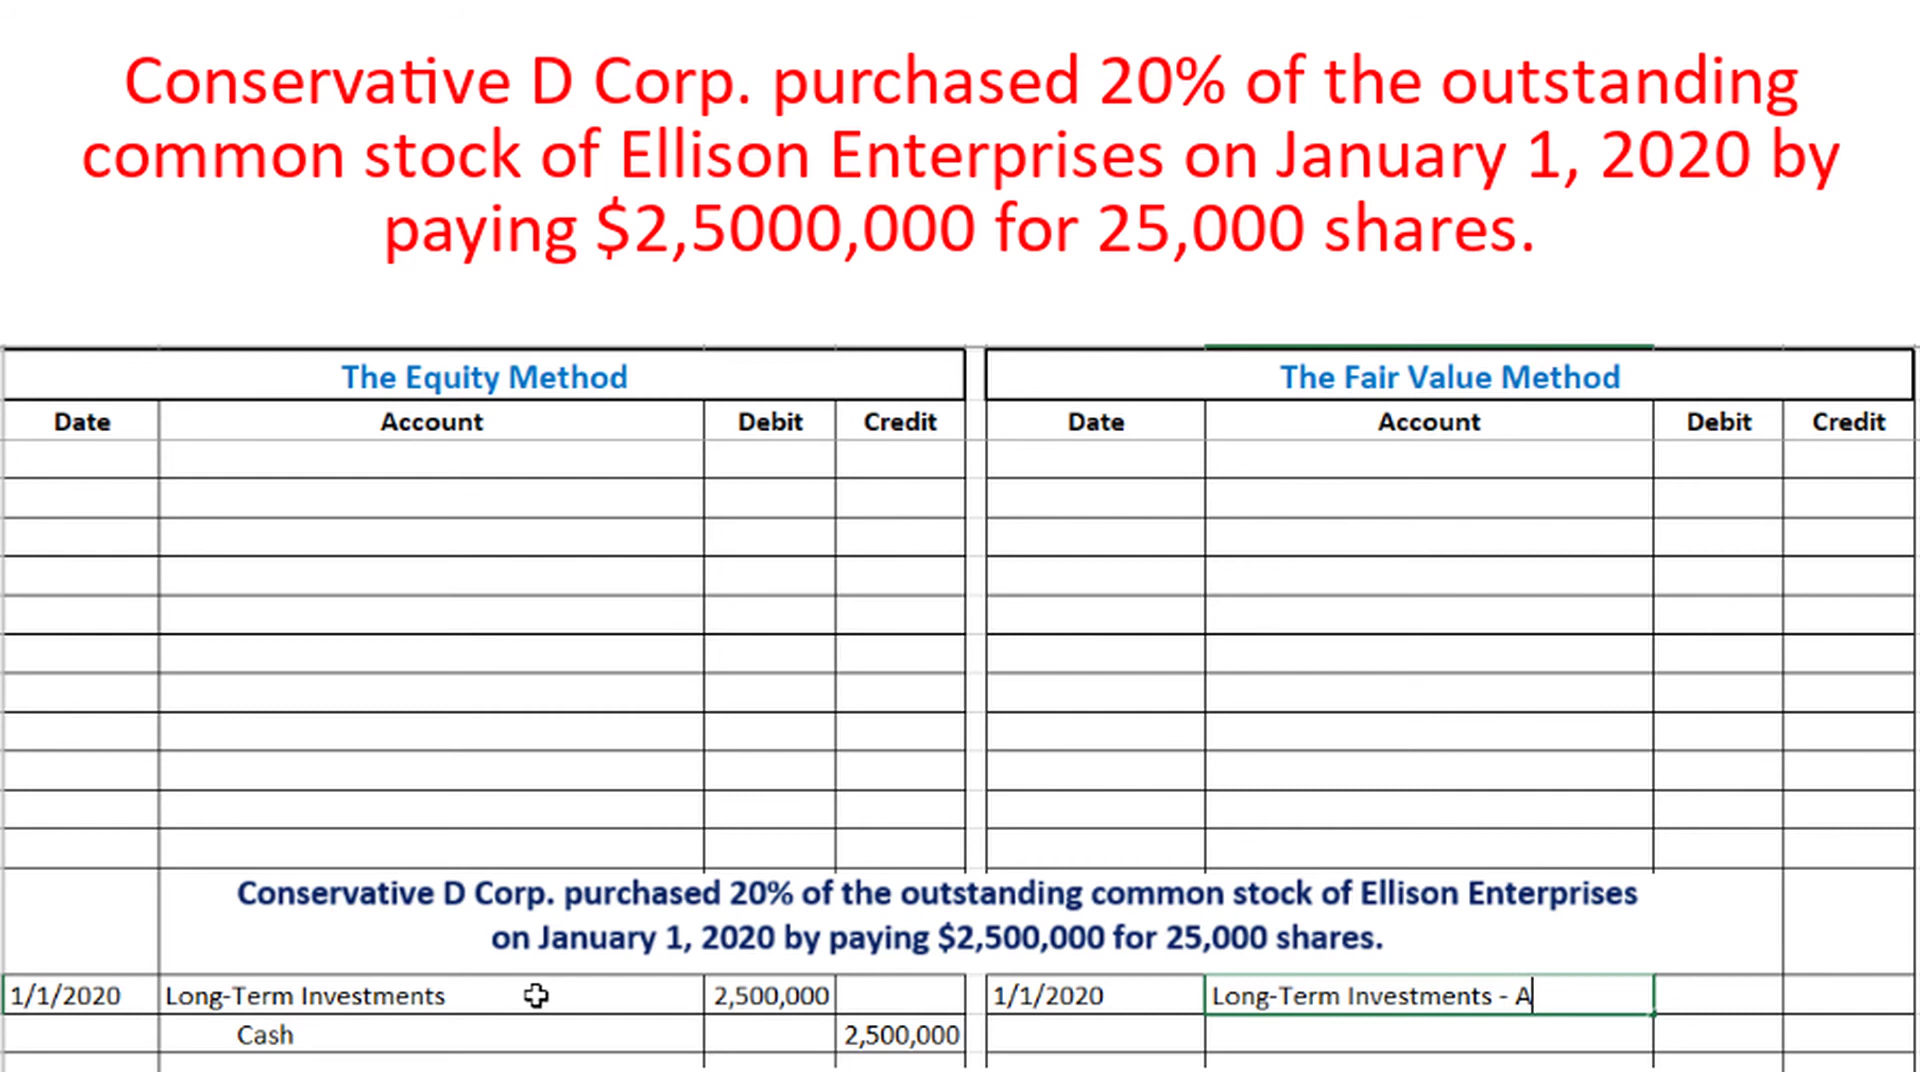 Conservative D Corp. purchased 20% of the outstanding
common stock of Ellison Enterprises on January 1, 2020 by
paying $2,5000,000 for 25,000 shares.
The Equity Method
The Fair Value Method
Date Account Debit Credit
Date Account Debit Credit
Conservative D Corp. purchased 20% of the outstanding common stock of Ellison Enterprises
on January 1, 2020 by paying $2,500,000 for 25,000 shares.
1/1/2020 Long-Term Investments 2,500,000
1/1/2020 Long-Term Investments - A
Cash 2,500,000